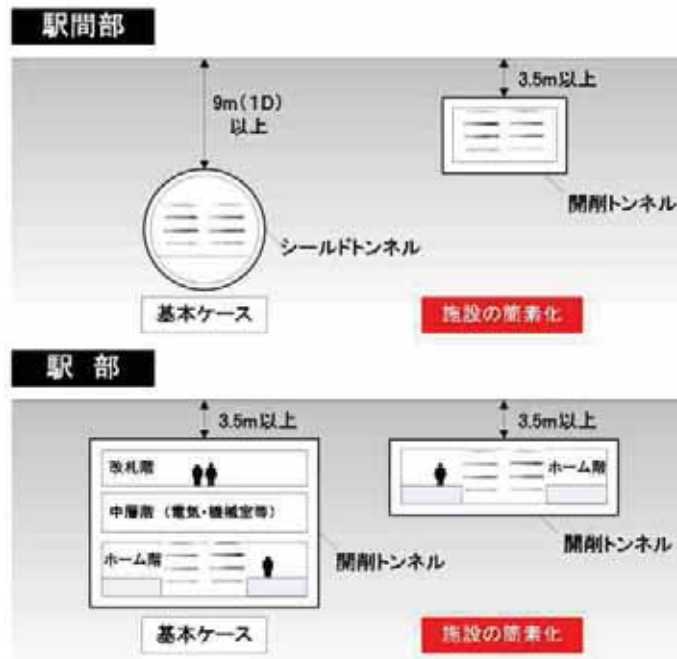 駅間部
9m(1D)
以上
3.5m以上
開削トンネル
シールドトンネル
基本ケース
施設の簡素化
駅 部
3.5m以上
3.5m以上
改札階
ホーム階
中層階（電気・機械室等）
開削トンネル
ホーム階
開削トンネル
基本ケース
施設の簡素化